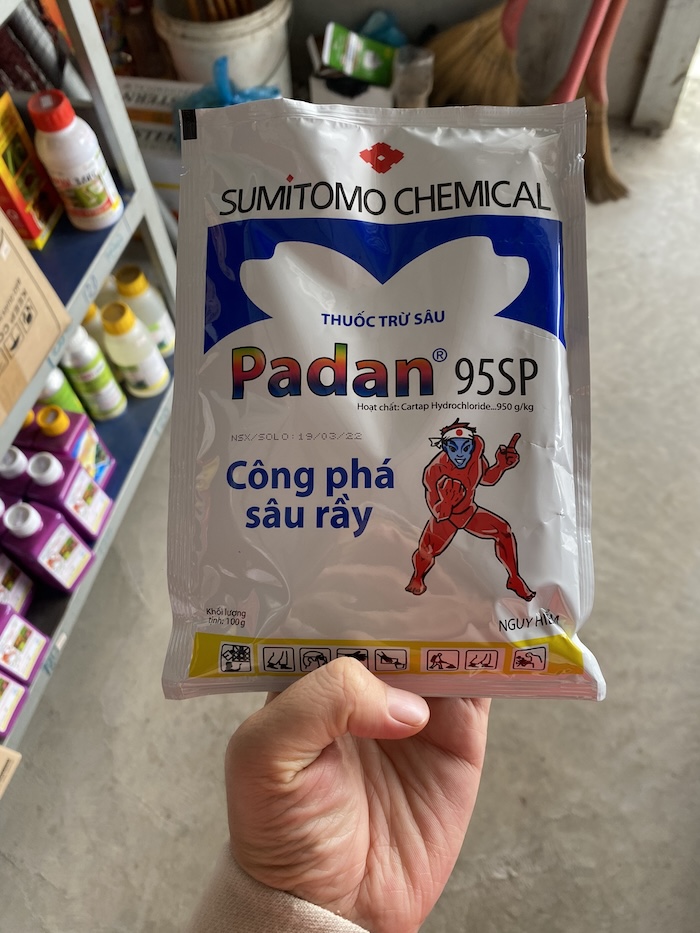 SUMITOMO CHEMICAL
THUỐC TRỪ SÂU
Padan® 95SP
Hoạt chất: Cartap Hydrochloride...950 g/kg
NSX/SOLO:19/03/22
Công phá
sâu rầy
Khối lượng
tịnh: 100g
NGUY HIỂM